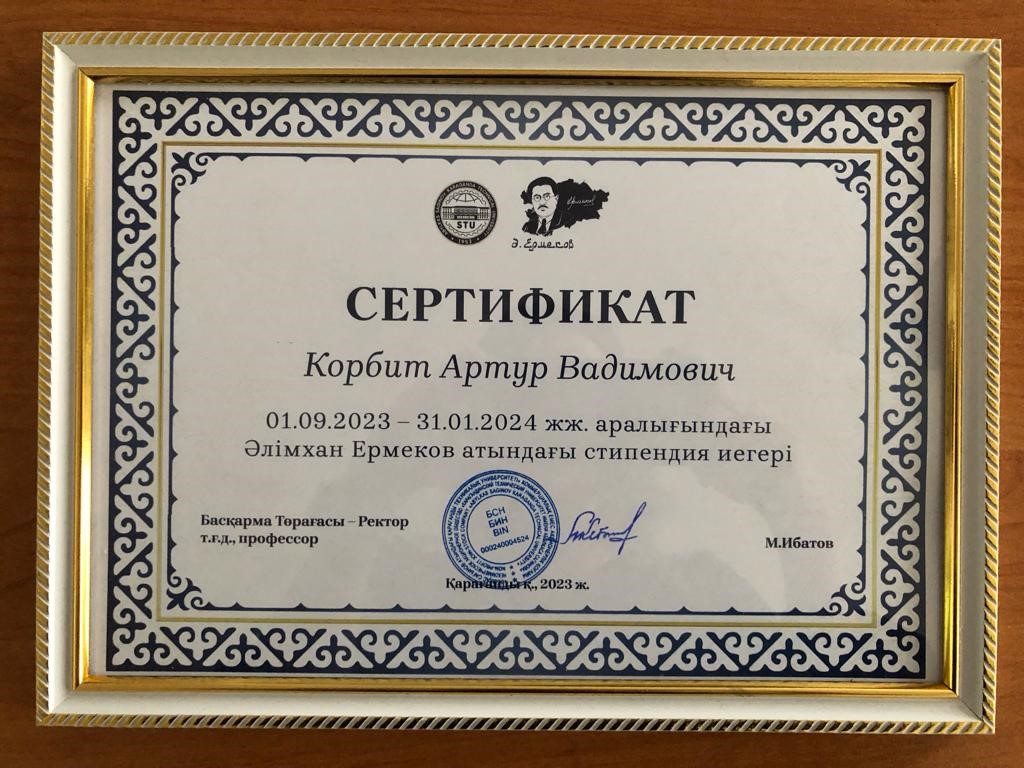 STU
1953
Ә. Ермеков
СЕРТИФИКАТ
Корбит Артур Вадимович
01.09.2023 – 31.01.2024 жж. аралығындағы
Әлімхан Ермеков атындағы стипендия иегері
Басқарма Төрағасы – Ректор
т.ғ.д., профессор
БСН
БИН
BIN
000240004524
М.Ибатов
Қарағанды қ., 2023 ж.